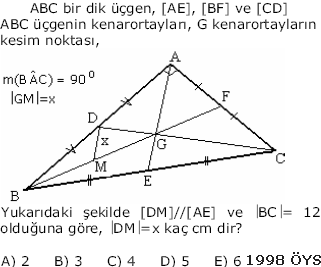 ABC bir dik üçgen, [AE], [BF] ve [CD]
ABC üçgenin kenarortayları, G kenarortayların
kesim noktası,
m(BÂC) = 90⁰
|GM|=x
A
F
D
x
G
M
C
E
B
Yukarıdaki şekilde [DM]//[AE] ve |BC|= 12
olduğuna göre, |DM|=x kaç cm dir?
A) 2 B) 3 C) 4 D) 5 E) 6 1998 ÖYS